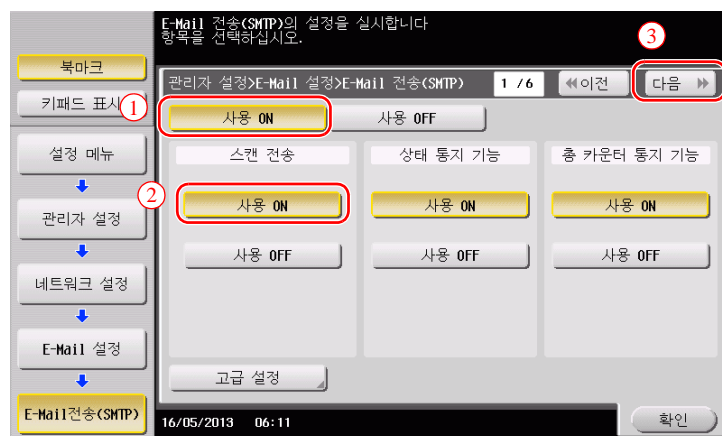 E-Mail 전송(SMTP)의 설정을 실시합니다
항목을 선택하십시오.
3
북마크
키패드 표시
1
관리자 설정>E-Mail 설정>E-Mail 전송(SMTP)
1 /6
이전
다음
사용 ON
사용 OFF
설정 메뉴
스캔 전송
상태 통지 기능
총 카운터 통지 기능
2
관리자 설정
사용 ON
사용 ON
사용 ON
사용 OFF
사용 OFF
사용 OFF
네트워크 설정
E-Mail 설정
고급 설정
E-Mail전송(SMTP)
16/05/2013 06:11
확인